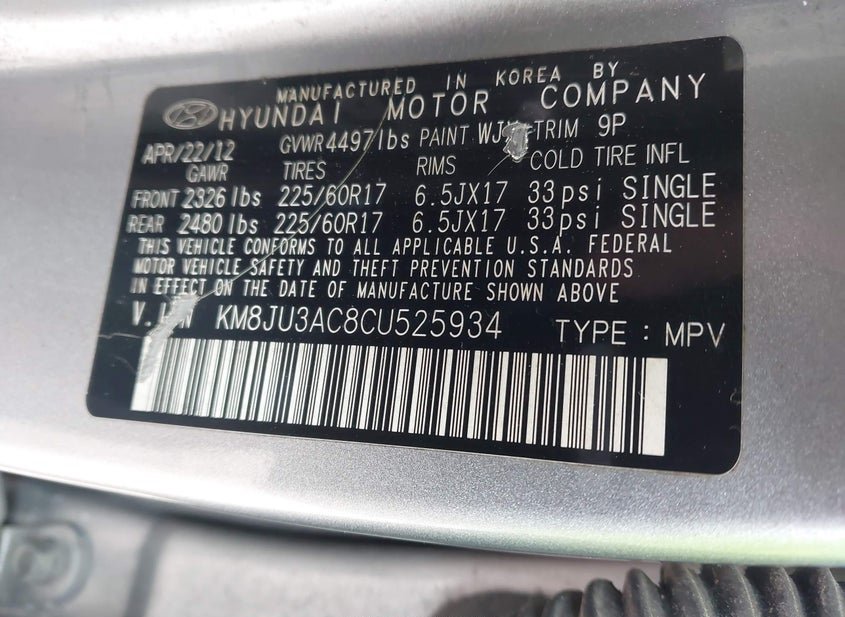 MANUFACTURED IN KOREA BY
HYUNDAI MOTOR COMPANY
APR/22/12 GVWR 4497 lbs PAINT TRIM 9P
GAWR TIRES RIMS COLD TIRE INFL
FRONT 2326 lbs 225/60R17 6.5JX17 33psi SINGLE
REAR 2480 lbs 225/60R17 6.5JX17 33psi SINGLE
THIS VEHICLE CONFORMS TO ALL APPLICABLE U.S.A. FEDERAL
MOTOR VEHICLE SAFETY AND THEFT PREVENTION STANDARDS
IN EFFECT ON THE DATE OF MANUFACTURE SHOWN ABOVE
V.I.N KM8JU3AC8CU525934 TYPE : MPV